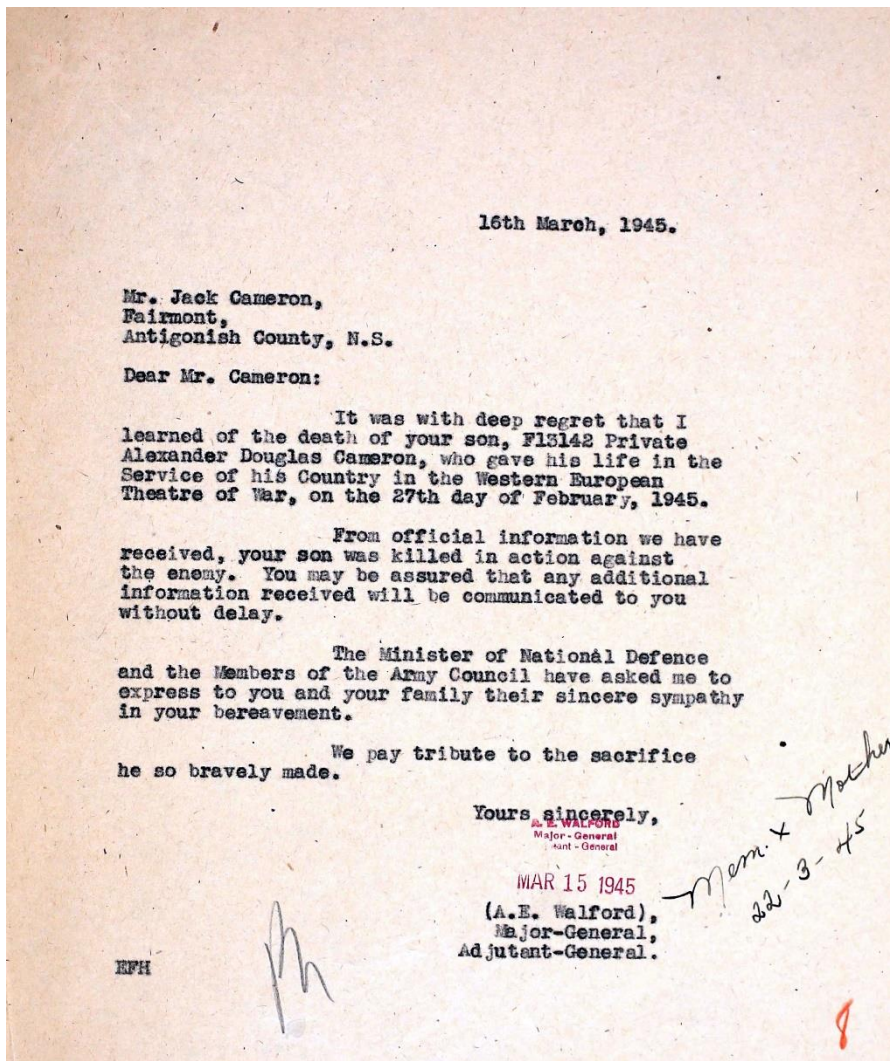 16th March, 1945.
Mr. Jack Cameron,
Fairmont,
Antigonish County, N.S.
Dear Mr. Cameron:
It was with deep regret that I
learned of the death of your son, F13142 Private
Alexander Douglas Cameron, who gave his life in the
Service of his Country in the Western European
Theatre of War, on the 27th day of February, 1945.
From official information we have
received, your son was killed in action against
the enemy. You may be assured that any additional
information received will be communicated to you
without delay.
The Minister of National Defence
and the Members of the Army Council have asked me to
express to you and your family their sincere sympathy
in your bereavement.
We pay tribute to the sacrifice
he so bravely made.
Yours sincerely,
A. E. WALFORD
Major - General
tant - General
MAR 15 1945
Mem. x Mother
22-3-45
(A.E. Walford),
Major-General,
Adjutant-General.
EFH
8